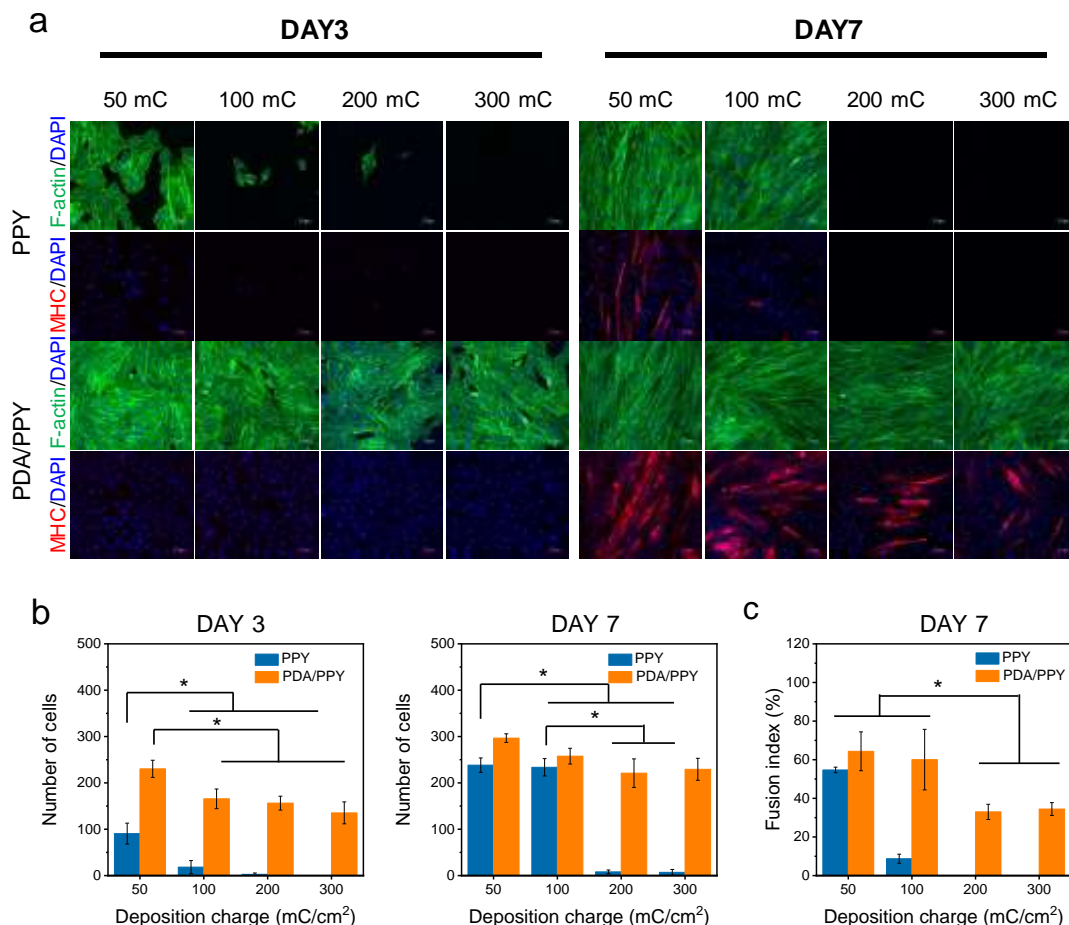 a
DAY3
DAY7
50 mC 100 mC 200 mC 300 mC
50 mC 100 mC 200 mC 300 mC
PPY
F-actin/DAPI
MHC/DAPI
PDA/PPY
F-actin/DAPI
MHC/DAPI
b
DAY 3
Number of cells
500
400
300
200
100
0
PPY
PDA/PPY
*
*
50 100 200 300
Deposition charge (mC/cm²)
DAY 7
Number of cells
500
400
300
200
100
0
PPY
PDA/PPY
*
*
50 100 200 300
Deposition charge (mC/cm²)
c
DAY 7
Fusion index (%)
120
100
80
60
40
20
0
PPY
PDA/PPY
*
50 100 200 300
Deposition charge (mC/cm²)